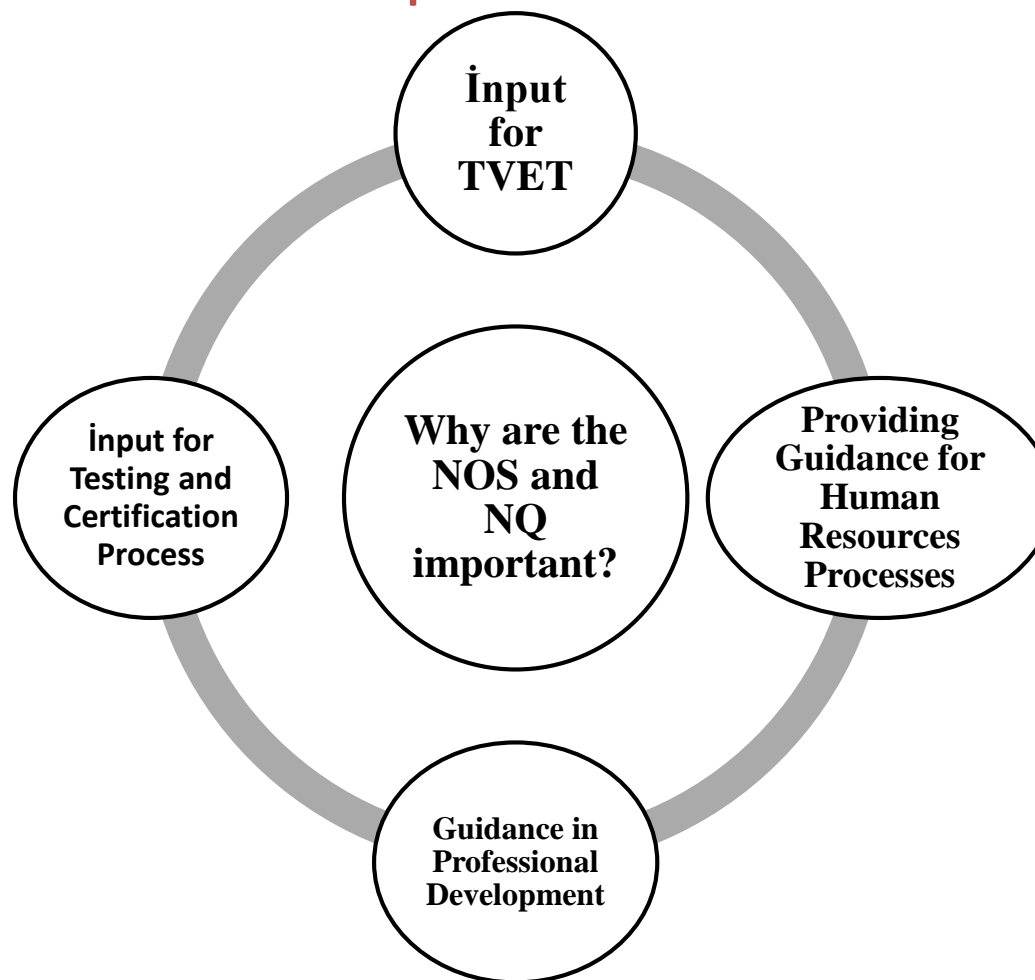 İnput
for
TVET
Why are the
NOS and
NQ
important?
Providing
Guidance for
Human
Resources
Processes
Guidance in
Professional
Development
İnput for
Testing and
Certification
Process